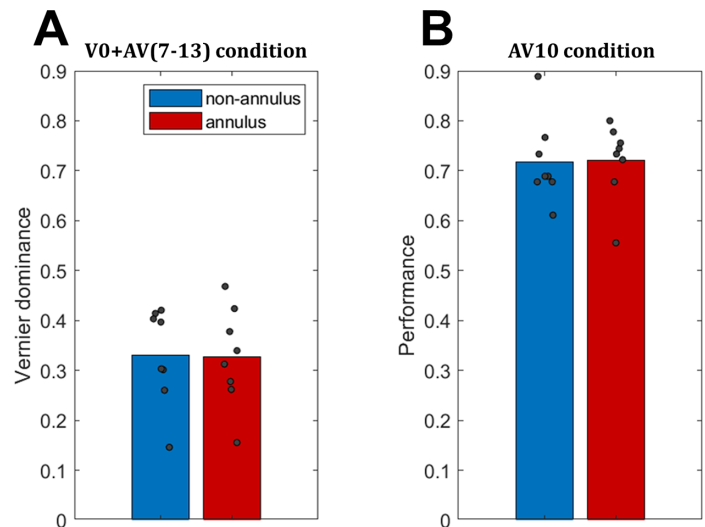 A
V0+AV(7-13) condition
0.9
0.8
0.7
0.6
0.5
0.4
0.3
0.2
0.1
0
Vernier dominance
non-annulus
annulus
B
AV10 condition
0.9
0.8
0.7
0.6
0.5
0.4
0.3
0.2
0.1
0
Performance